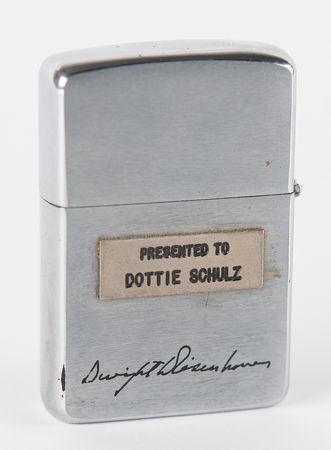 PRESENTED TO
DOTTIE SCHULZ
Dwight D Eisenhower